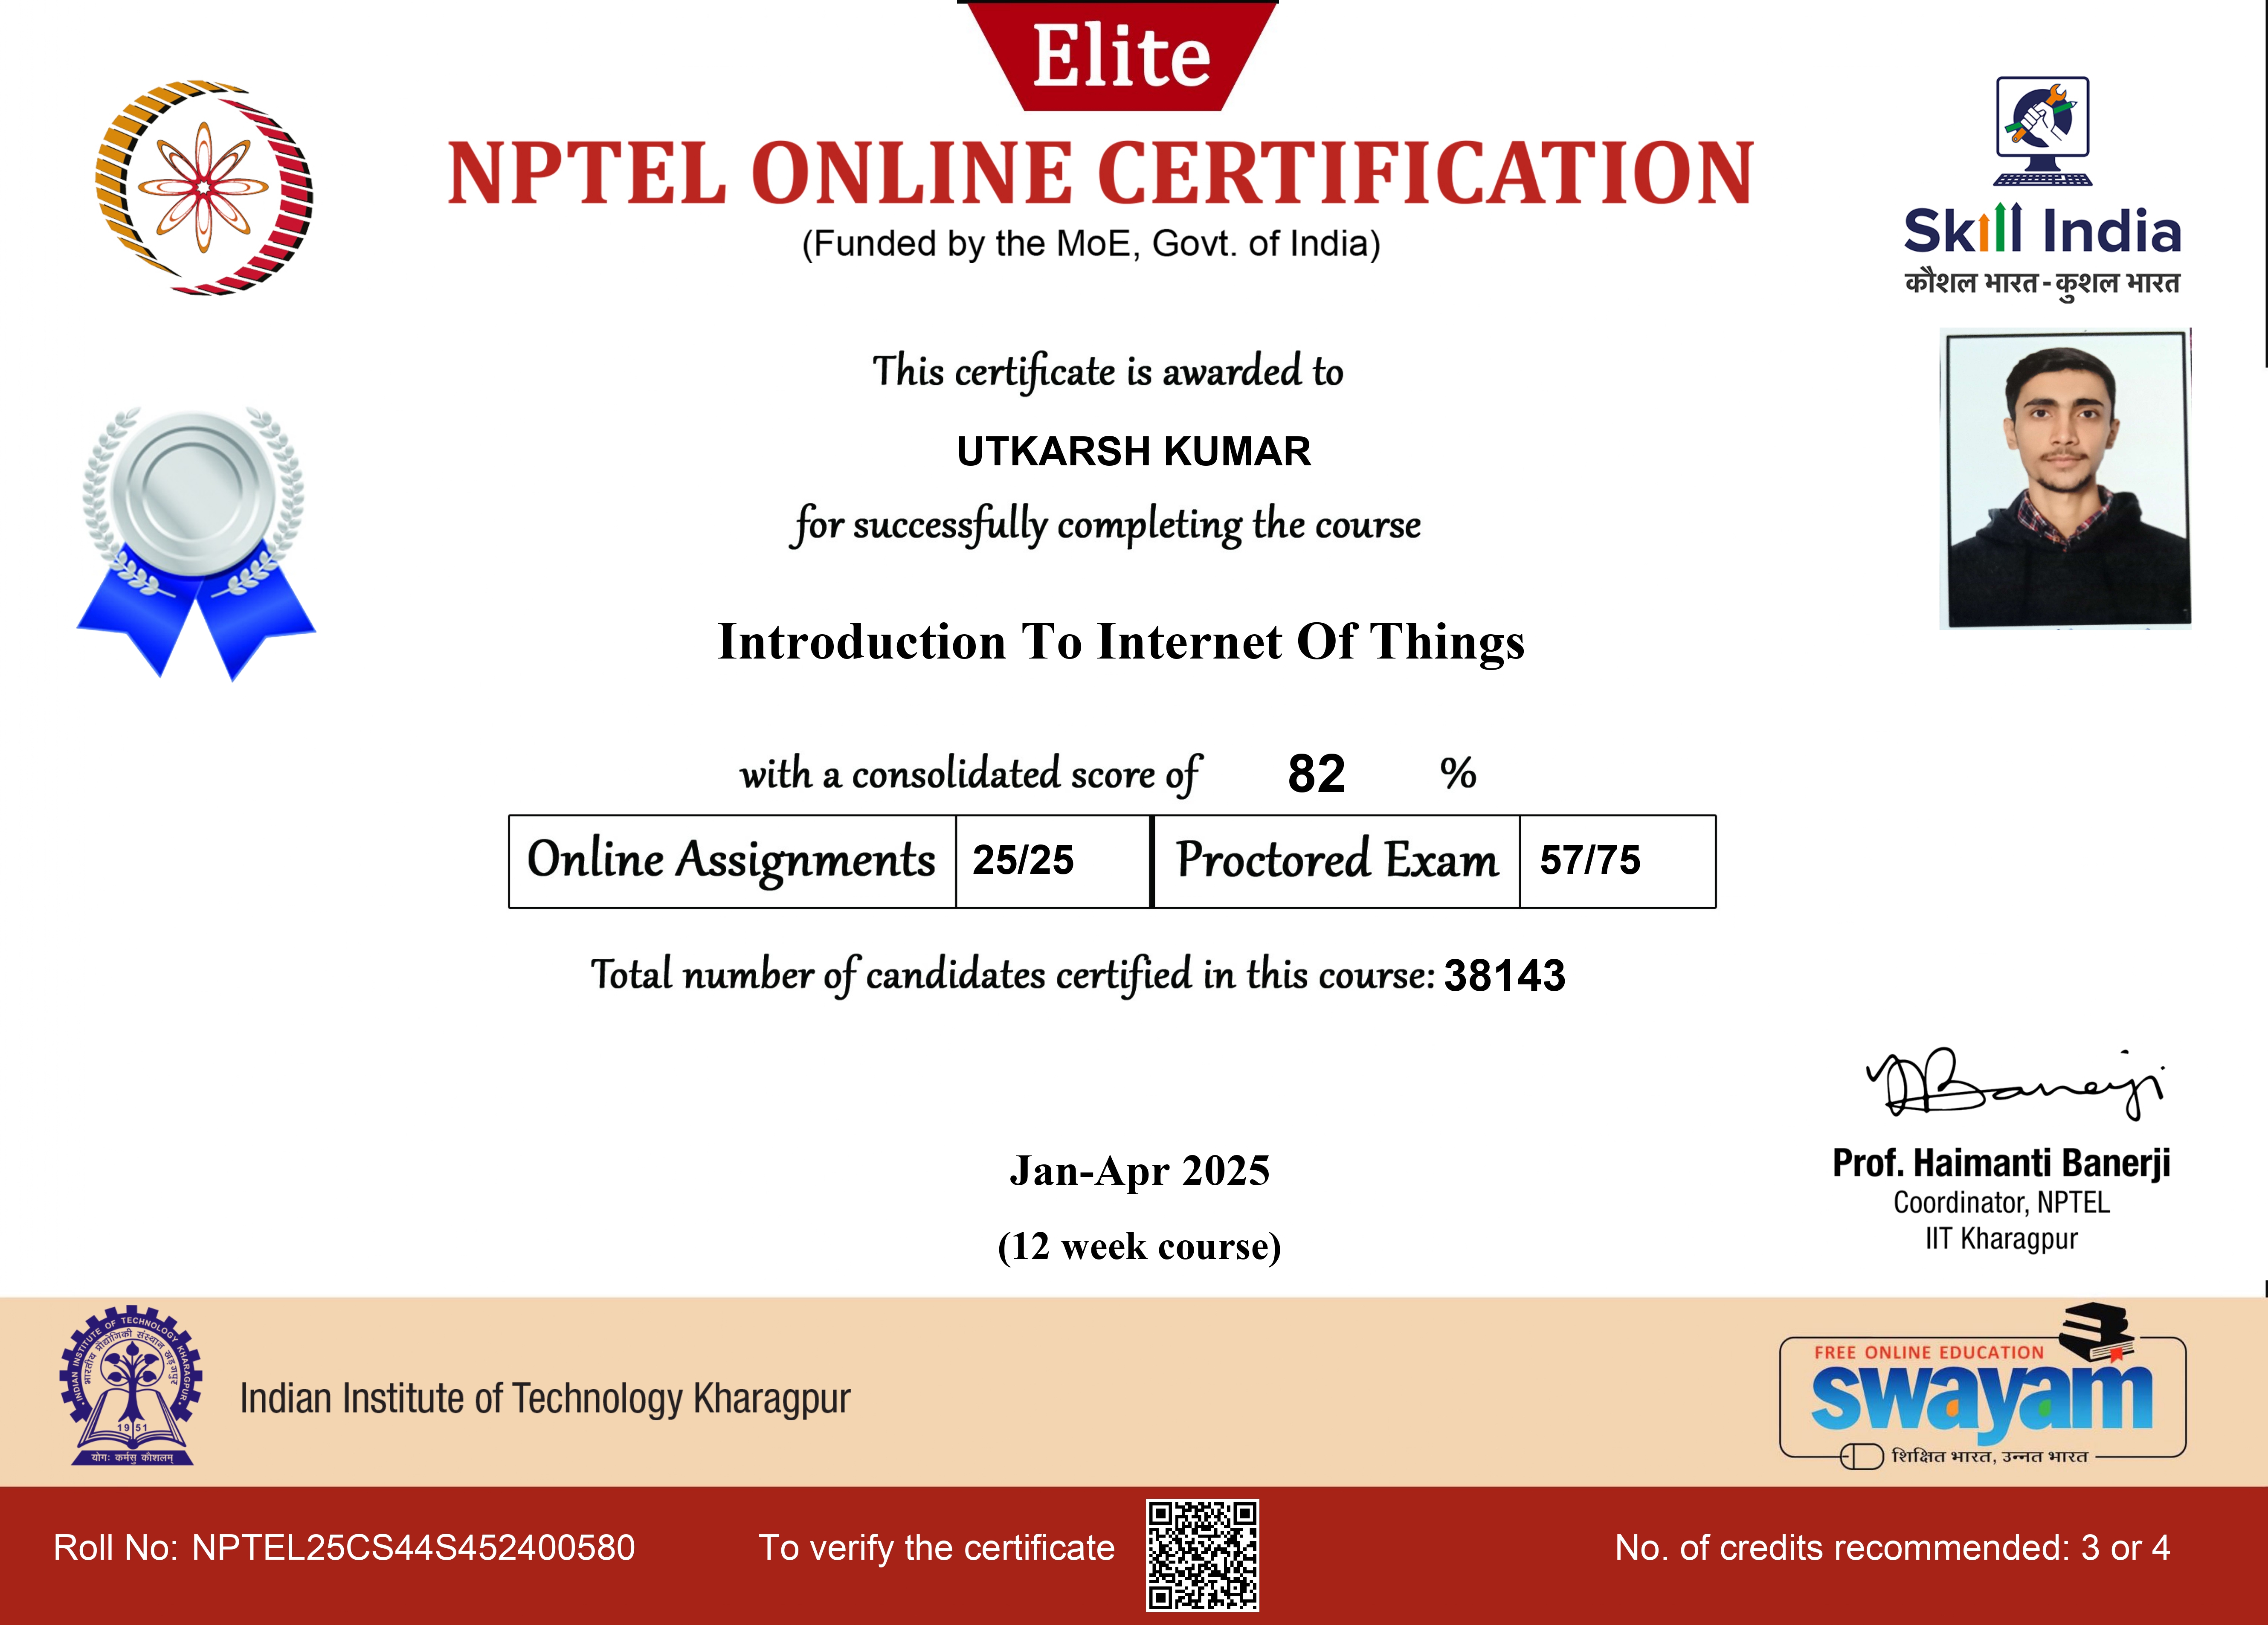 Elite
NPTEL ONLINE CERTIFICATION
(Funded by the MoE, Govt. of India)
Skill India
कौशल भारत - कुशल भारत
This certificate is awarded to
UTKARSH KUMAR
for successfully completing the course
Introduction To Internet Of Things
with a consolidated score of 82 %
Online Assignments 25/25 Proctored Exam 57/75
Total number of candidates certified in this course: 38143
NBanerji
Prof. Haimanti Banerji
Coordinator, NPTEL
IIT Kharagpur
Jan-Apr 2025
(12 week course)
INDIAN INSTITUTE OF TECHNOLOGY KHARAGPUR
भारतीय प्रौद्योगिकी संस्थान खड़गपुर
1951
योगः कर्मसु कौशलम्
Indian Institute of Technology Kharagpur
FREE ONLINE EDUCATION
swayam
शिक्षित भारत, उन्नत भारत
Roll No: NPTEL25CS44S452400580
To verify the certificate
No. of credits recommended: 3 or 4